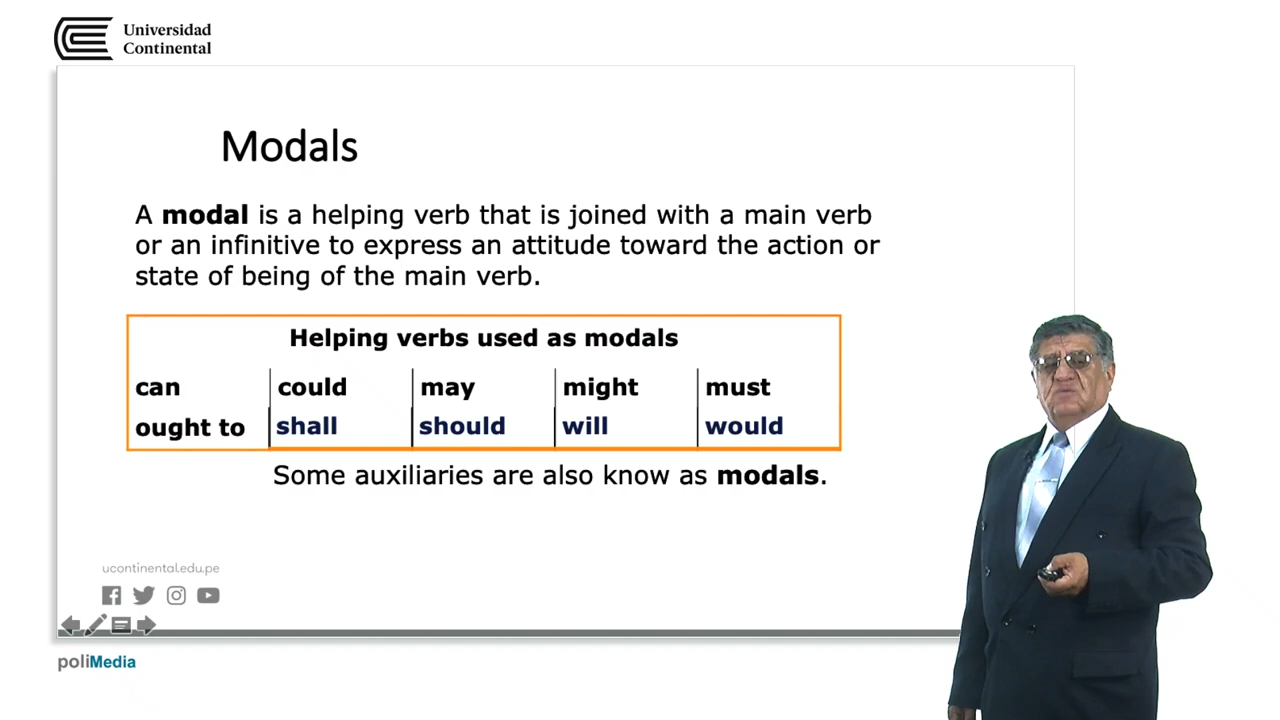 Universidad
Continental
Modals
A modal is a helping verb that is joined with a main verb
or an infinitive to express an attitude toward the action or
state of being of the main verb.
Helping verbs used as modals
can could may might must
ought to shall should will would
Some auxiliaries are also know as modals.
ucontinental.edu.pe
poliMedia